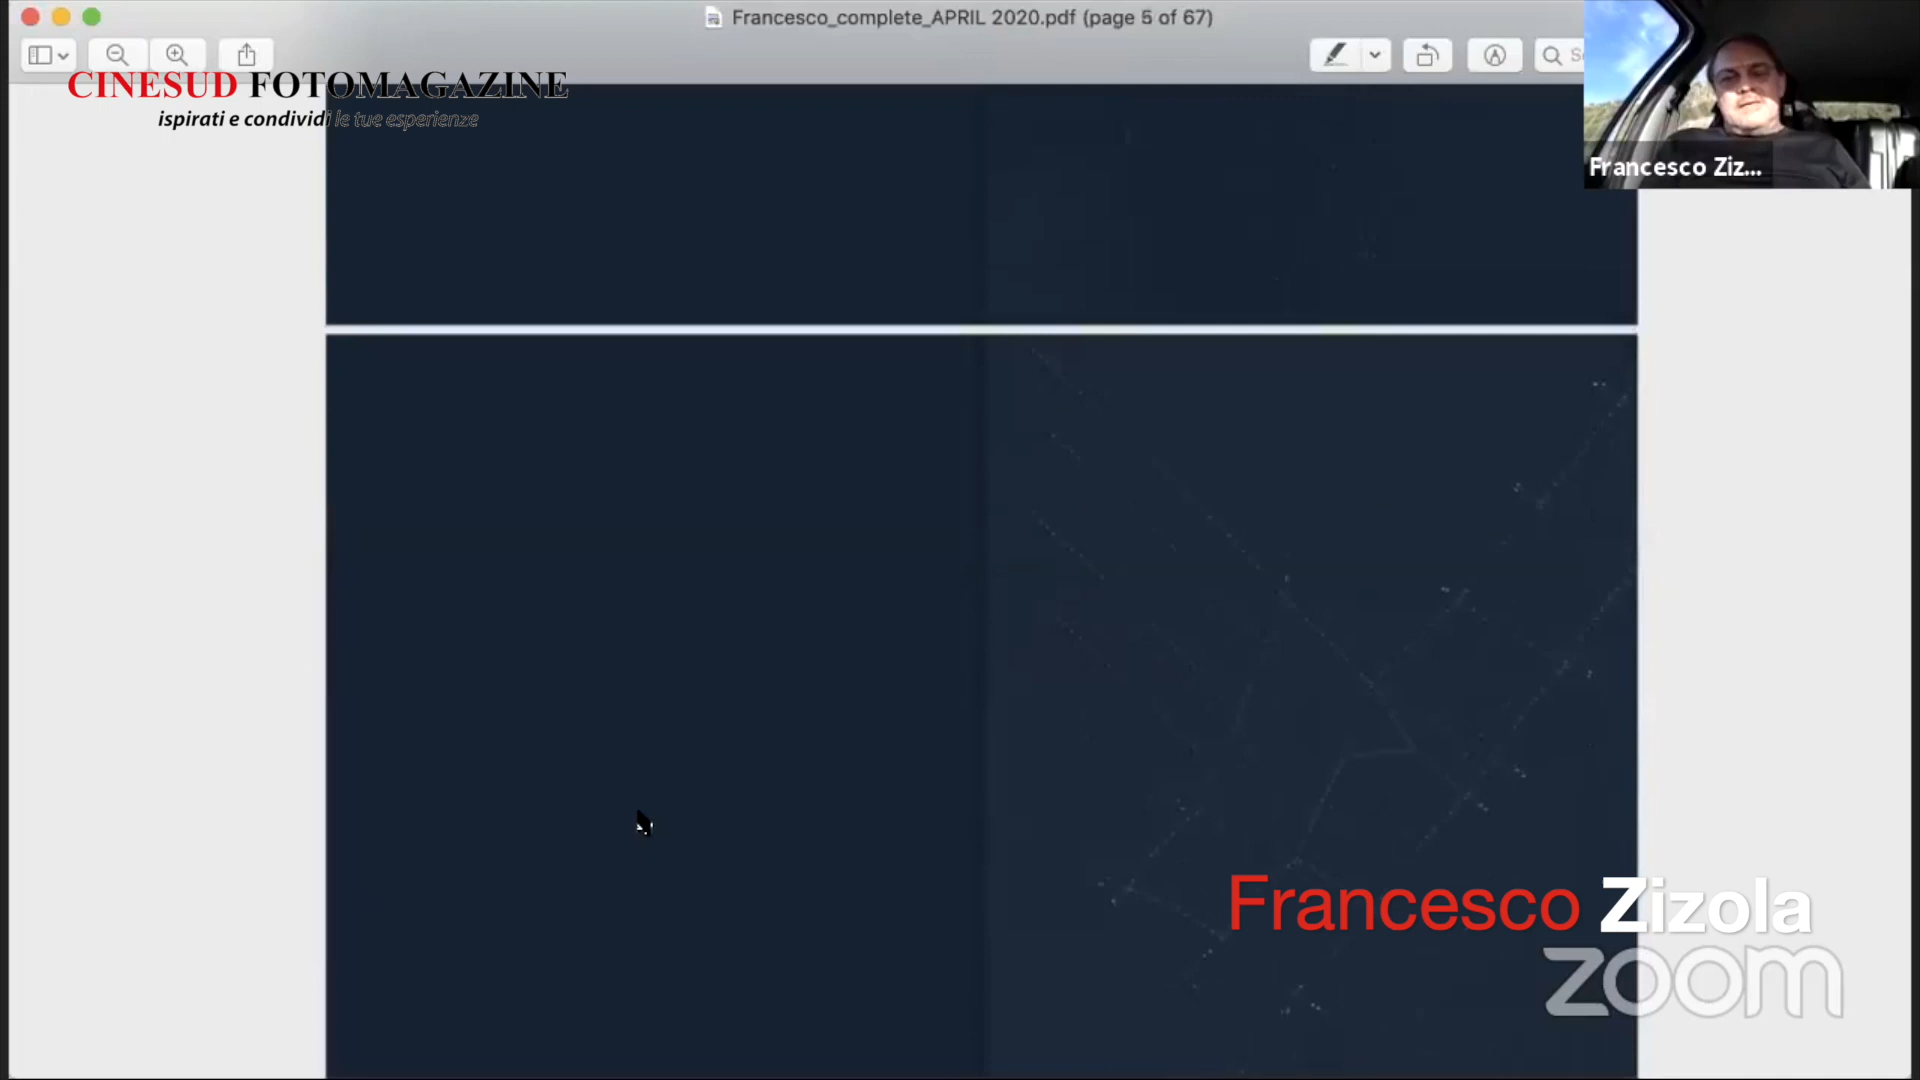 Francesco_complete_APRIL 2020.pdf (page 5 of 67)
CINESUD FOTOMAGAZINE
ispirati e condividi le tue esperienze
Francesco Ziz...
Francesco Zizola
zoom